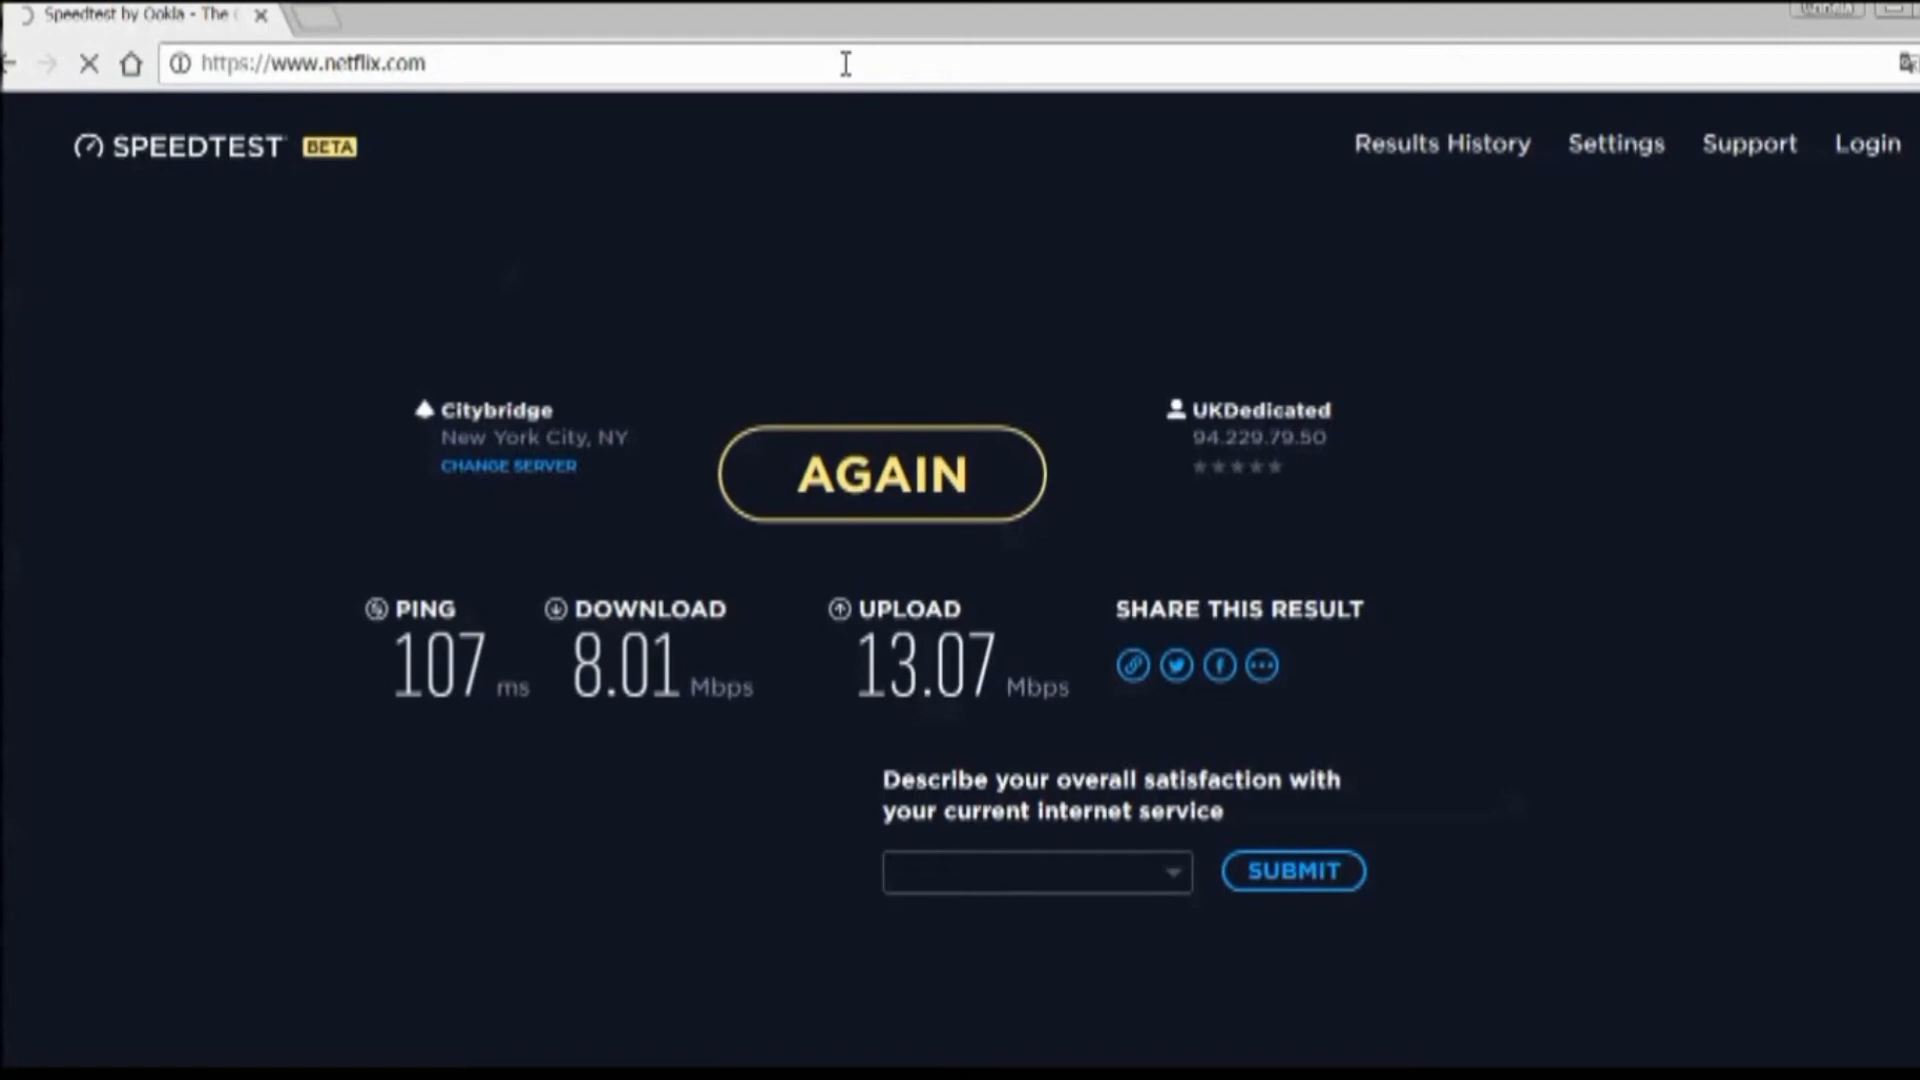 Speedtest by Ookla - The
https://www.netflix.com
SPEEDTEST BETA
Results History Settings Support Login
Citybridge
New York City, NY
CHANGE SERVER
AGAIN
UKDedicated
94.229.79.50
PING
107 ms
DOWNLOAD
8.01 Mbps
UPLOAD
13.07 Mbps
SHARE THIS RESULT
Describe your overall satisfaction with
your current internet service
SUBMIT